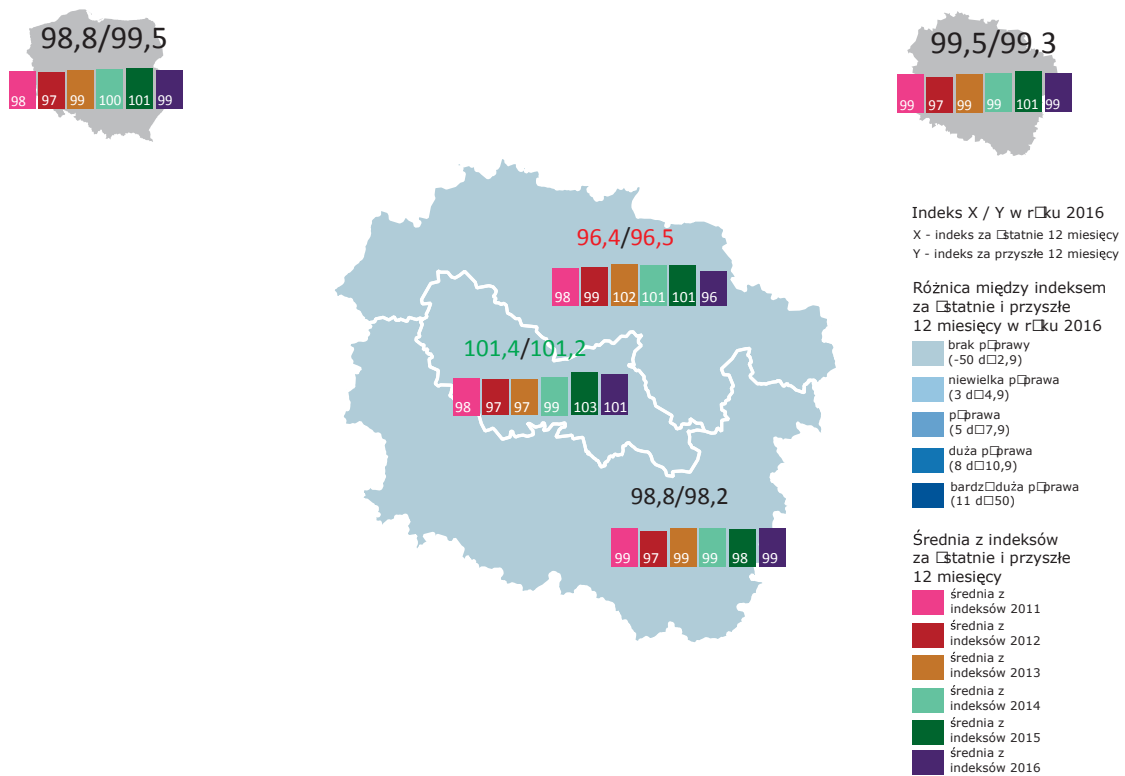 98,8/99,5
98 97 99 100 101 99
99,5/99,3
99 97 99 99 101 99
96,4/96,5
98 99 102 101 101 96
101,4/101,2
98 97 97 99 103 101
98,8/98,2
99 97 99 99 98 99
Indeks X / Y w r□ku 2016
X - indeks za □statnie 12 miesięcy
Y - indeks za przyszłe 12 miesięcy
Różnica między indeksem
za □statnie i przyszłe
12 miesięcy w r□ku 2016
brak p□prawy
(-50 d□2,9)
niewielka p□prawa
(3 d□4,9)
p□prawa
(5 d□7,9)
duża p□prawa
(8 d□10,9)
bardz□duża p□prawa
(11 d□50)
Średnia z indeksów
za □statnie i przyszłe
12 miesięcy
średnia z
indeksów 2011
średnia z
indeksów 2012
średnia z
indeksów 2013
średnia z
indeksów 2014
średnia z
indeksów 2015
średnia z
indeksów 2016